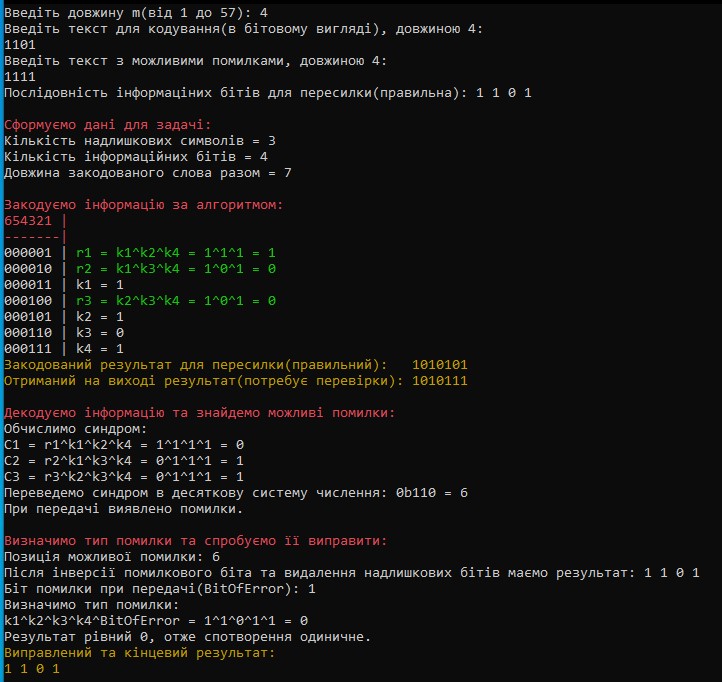 Введіть довжину m(від 1 до 57): 4
Введіть текст для кодування(в бітовому вигляді), довжиною 4:
1101
Введіть текст з можливими помилками, довжиною 4:
1111
Послідовність інформаціних бітів для пересилки(правильна): 1 1 0 1
Сформуємо дані для задачі:
Кількість надлишкових символів = 3
Кількість інформаційних бітів = 4
Довжина закодованого слова разом = 7
Закодуємо інформацію за алгоритмом:
654321 |
-------|
000001 | r1 = k1^k2^k4 = 1^1^1 = 1
000010 | r2 = k1^k3^k4 = 1^0^1 = 0
000011 | k1 = 1
000100 | r3 = k2^k3^k4 = 1^0^1 = 0
000101 | k2 = 1
000110 | k3 = 0
000111 | k4 = 1
Закодований результат для пересилки(правильний):   1010101
Отриманий на виході результат(потребує перевірки): 1010111
Декодуємо інформацію та знайдемо можливі помилки:
Обчислимо синдром:
C1 = r1^k1^k2^k4 = 1^1^1^1 = 0
C2 = r2^k1^k3^k4 = 0^1^1^1 = 1
C3 = r3^k2^k3^k4 = 0^1^1^1 = 1
Переведемо синдром в десяткову систему числення: 0b110 = 6
При передачі виявлено помилки.
Визначимо тип помилки та спробуємо її виправити:
Позиція можливої помилки: 6
Після інверсії помилкового біта та видалення надлишкових бітів маємо результат: 1 1 0 1
Біт помилки при передачі(BitOfError): 1
Визначимо тип помилки:
k1^k2^k3^k4^BitOfError = 1^1^0^1^1 = 0
Результат рівний 0, отже спотворення одиничне.
Виправлений та кінцевий результат:
1 1 0 1